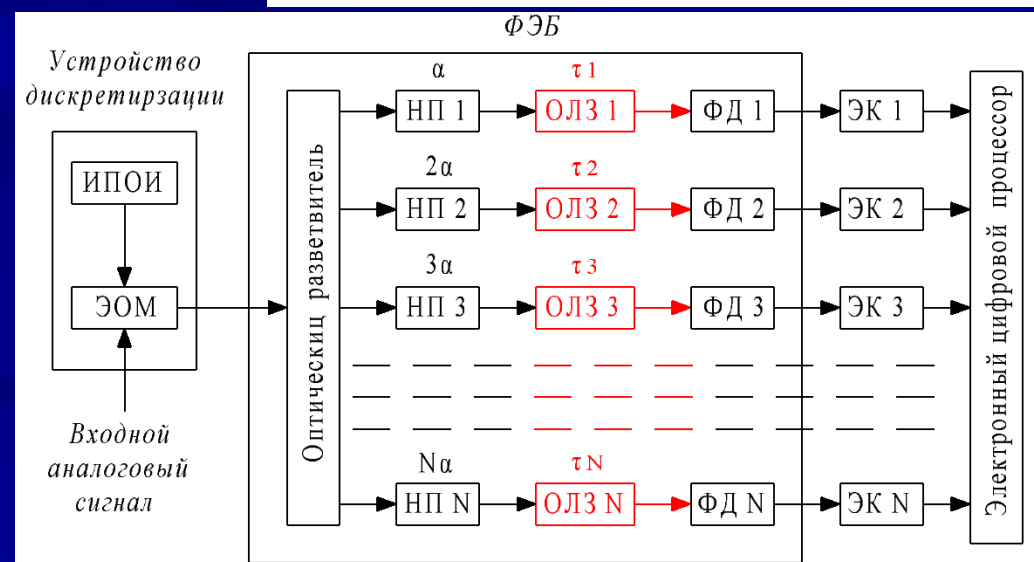 ФЭБ
Устройство
дискретирзации
ИПОИ
ЭОМ
Входной
аналоговый
сигнал
Оптическиц разветвитель
α τ1
НП 1 ОЛЗ 1 ФД 1 ЭК 1
2α τ2
НП 2 ОЛЗ 2 ФД 2 ЭК 2
3α τ3
НП 3 ОЛЗ 3 ФД 3 ЭК 3
Nα τN
НП N ОЛЗ N ФД N ЭК N
Электронный цифровой процессор